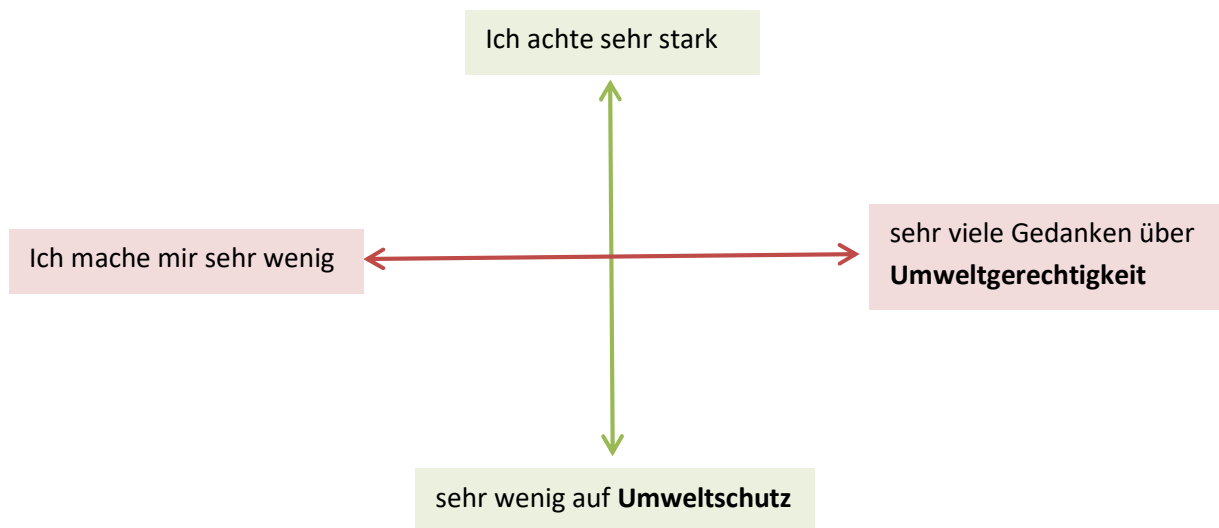 Ich achte sehr stark
Ich mache mir sehr wenig
sehr viele Gedanken über
Umweltgerechtigkeit
sehr wenig auf Umweltschutz